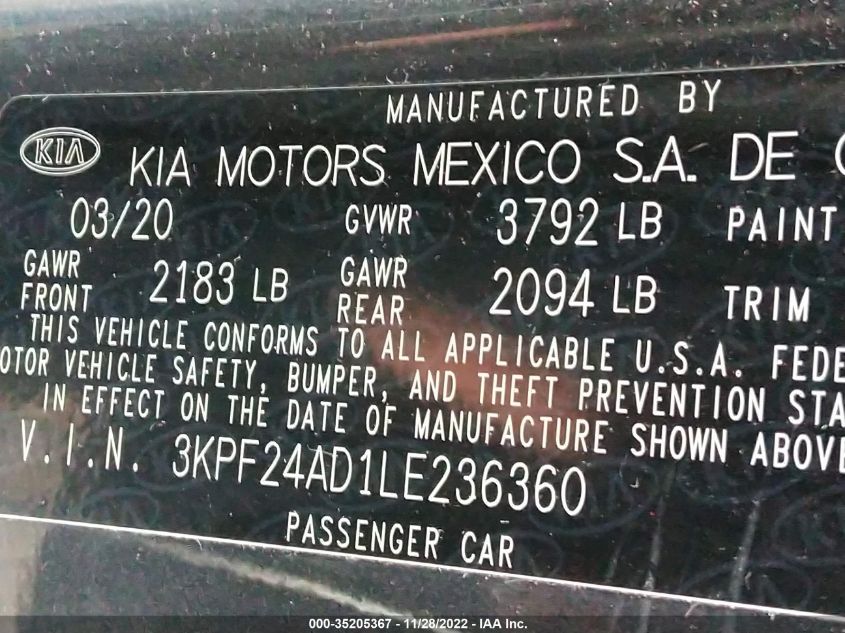 MANUFACTURED BY
KIA KIA MOTORS MEXICO S.A. DE
03/20 GVWR 3792 LB PAINT
GAWR FRONT 2183 LB GAWR REAR 2094 LB TRIM
THIS VEHICLE CONFORMS TO ALL APPLICABLE U.S.A. FEDE
OTOR VEHICLE SAFETY, BUMPER, AND THEFT PREVENTION STA
IN EFFECT ON THE DATE OF MANUFACTURE SHOWN ABOVE
V.I.N. 3KPF24AD1LE236360
PASSENGER CAR
000-35205367 - 11/28/2022 - IAA Inc.